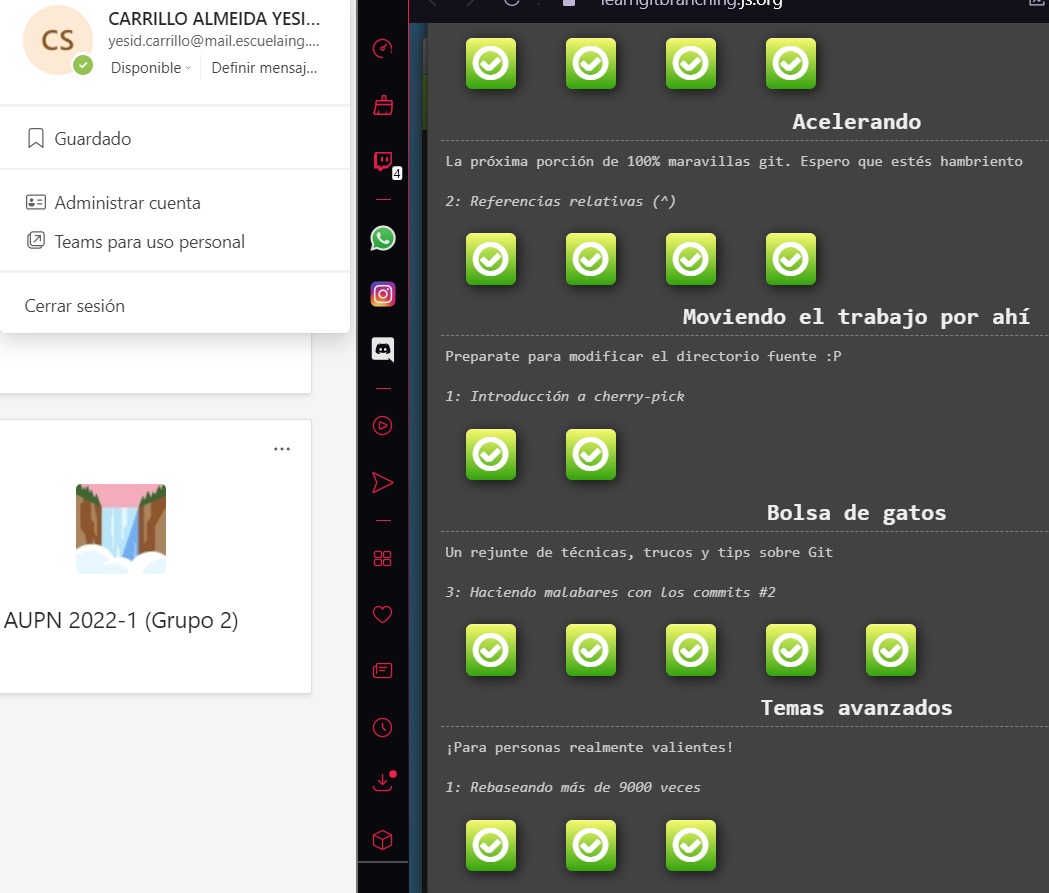 CARRILLO ALMEIDA YESI...
CS
yesid.carrillo@mail.escuelaing....
Disponible
Definir mensaj...
Guardado
Administrar cuenta
Teams para uso personal
Cerrar sesión
...
AUPN 2022-1 (Grupo 2)
4
learngitbranching.js.org
Acelerando
La próxima porción de 100% maravillas git. Espero que estés hambriento
2: Referencias relativas (^)
Moviendo el trabajo por ahí
Preparate para modificar el directorio fuente :P
1: Introducción a cherry-pick
Bolsa de gatos
Un rejunte de técnicas, trucos y tips sobre Git
3: Haciendo malabares con los commits #2
Temas avanzados
¡Para personas realmente valientes!
1: Rebaseando más de 9000 veces